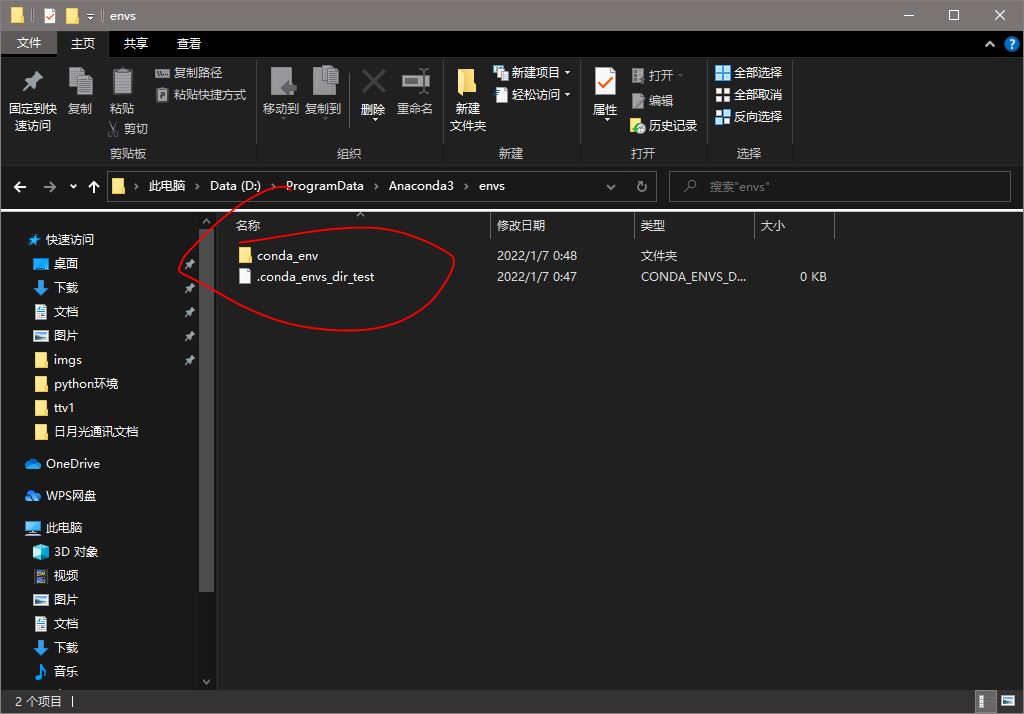 envs
文件 主页 共享 查看
固定到快速访问
复制
粘贴
复制路径
粘贴快捷方式
剪切
剪贴板
移动到 复制到 删除 重命名
组织
新建文件夹
新建项目
轻松访问
新建
属性
打开
编辑
历史记录
打开
全部选择
全部取消
反向选择
选择
此电脑 Data (D:) ProgramData Anaconda3 envs
搜索"envs"
名称 修改日期 类型 大小
conda_env 2022/1/7 0:48 文件夹
.conda_envs_dir_test 2022/1/7 0:47 CONDA_ENVS_D... 0 KB
快速访问
桌面
下载
文档
图片
imgs
python环境
ttv1
日月光通讯文档
OneDrive
WPS网盘
此电脑
3D 对象
视频
图片
文档
下载
音乐
2 个项目